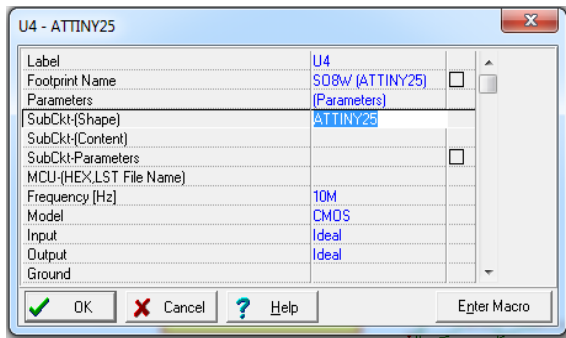 U4 - ATTINY25
Label U4
Footprint Name SO8W (ATTINY25)
Parameters (Parameters)
SubCkt-(Shape) ATTINY25
SubCkt-(Content)
SubCkt-Parameters
MCU-(HEX,LST File Name)
Frequency [Hz] 10M
Model CMOS
Input Ideal
Output Ideal
Ground
OK Cancel ? Help Enter Macro